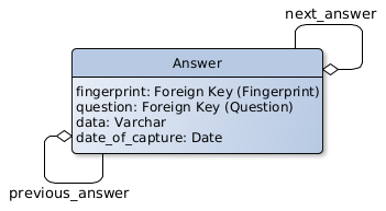 next_answer
Answer
fingerprint: Foreign Key (Fingerprint)
question: Foreign Key (Question)
data: Varchar
date_of_capture: Date
previous_answer